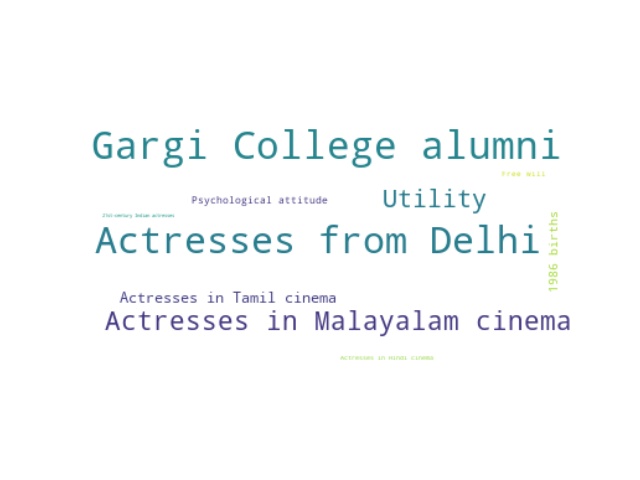 Gargi College alumni
Free will
Psychological attitude
Utility
21st-century Indian actresses
Actresses from Delhi
1986 births
Actresses in Tamil cinema
Actresses in Malayalam cinema
Actresses in Hindi cinema